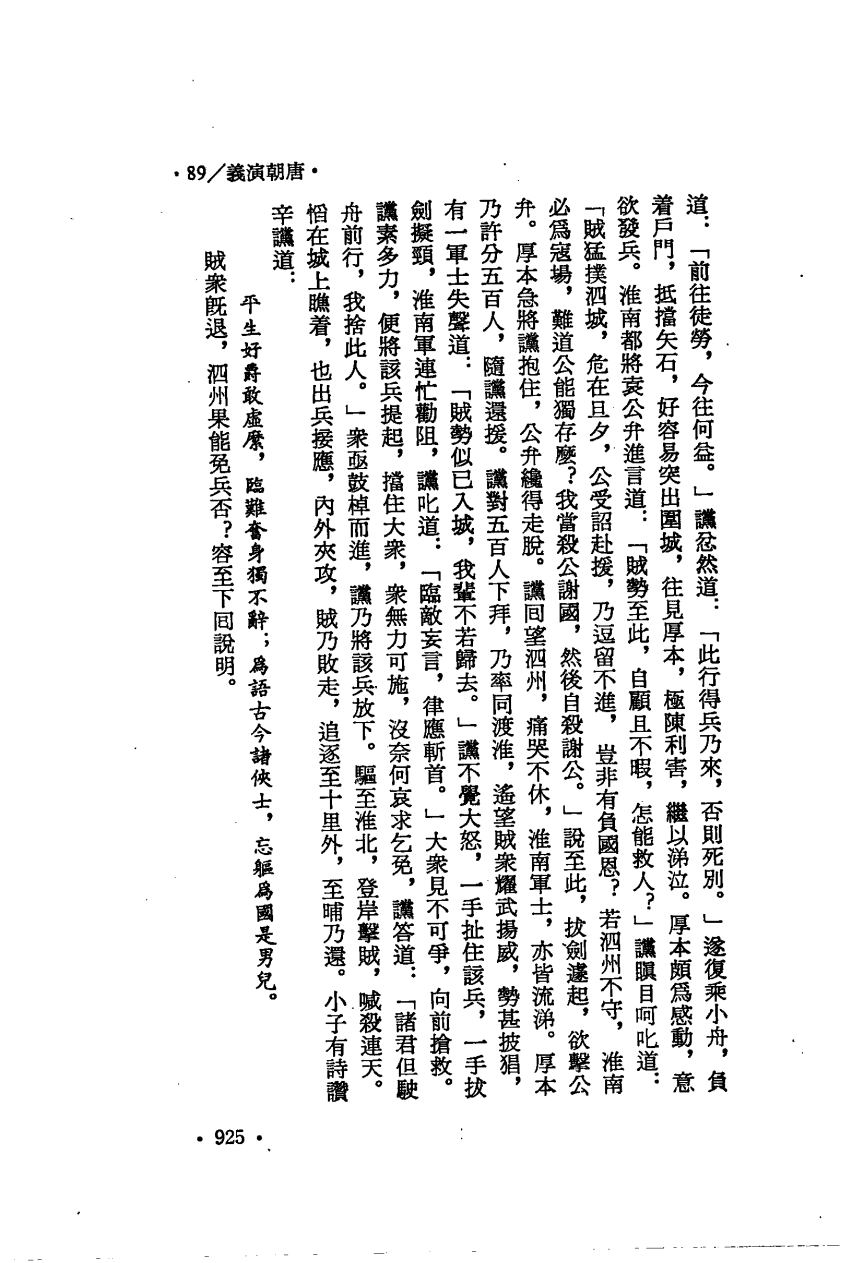 ·唐朝演義／89·
道：「前往徒勞，今往何益。」讜忿然道：「此行得兵乃來，否則死別。」遂復乘小舟，負
着戶門，抵擋矢石，好容易突出圍城，往見厚本，極陳利害，繼以涕泣。厚本頗爲感動，意
欲發兵。淮南都將袁公弁進言道：「賊勢至此，自顧且不暇，怎能救人？」讜瞋目呵叱道：
「賊猛撲泗城，危在旦夕，公受詔赴援，乃逗留不進，豈非有負國恩？若泗州不守，淮南
必爲寇場，難道公能獨存麼？我當殺公謝國，然後自殺謝公。」說至此，拔劍遽起，欲擊公
弁。厚本急將讜抱住，公弁纔得走脫。讜回望泗州，痛哭不休，淮南軍士，亦皆流涕。厚本
乃許分五百人，隨讜還援。讜對五百人下拜，乃率同渡淮，遙望賊衆耀武揚威，勢甚披猖，
有一軍士失聲道：「賊勢似已入城，我輩不若歸去。」讜不覺大怒，一手扯住該兵，一手拔
劍擬頸，淮南軍連忙勸阻，讜叱道：「臨敵妄言，律應斬首。」大衆見不可爭，向前搶救。
讜素多力，便將該兵提起，擋住大衆，衆無力可施，沒奈何哀求乞免，讜答道：「諸君但駛
舟前行，我捨此人。」衆亟鼓棹而進，讜乃將該兵放下。驅至淮北，登岸擊賊，喊殺連天。
慆在城上瞧着，也出兵接應，內外夾攻，賊乃敗走，追逐至十里外，至晡乃還。小子有詩讚
辛讜道：
平生好爵敢虛縻，臨難奮身獨不辭；爲語古今諸俠士，忘軀爲國是男兒。
賊衆既退，泗州果能免兵否？容至下回說明。
·925·